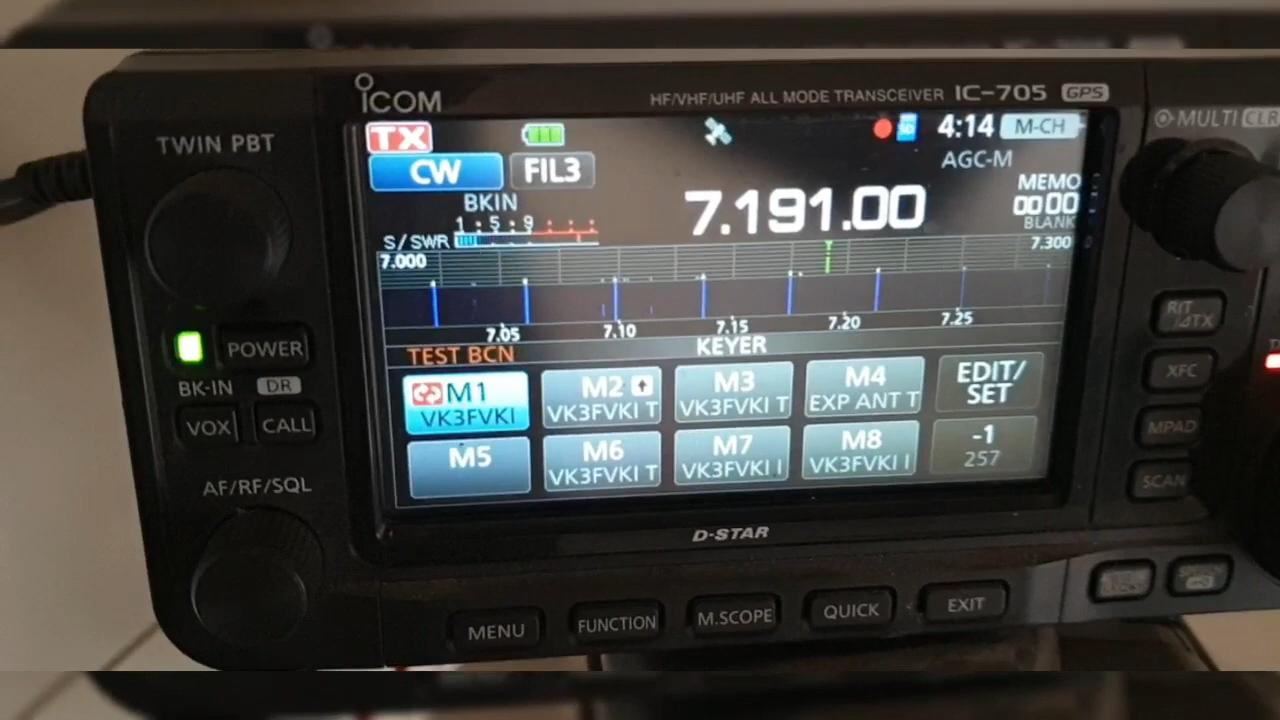 ICOM
HF/VHF/UHF ALL MODE TRANSCEIVER IC-705 GPS
TWIN PBT
MULTI CLR
TX
SD
4:14
M-CH
CW
FIL3
AGC-M
BKIN
7.191.00
MEMO
00 00
BLANK
1 5 9
S/SWR
7.000
T
7.300
7.05 7.10 7.15 7.20 7.25
TEST BCN
KEYER
M1
VK3FVKI
M2
VK3FVKI T
M3
VK3FVKI T
M4
EXP ANT T
EDIT/
SET
M5
M6
VK3FVKI T
M7
VK3FVKI I
M8
VK3FVKI I
-1
257
POWER
BK-IN
DR
VOX
CALL
AF/RF/SQL
RIT
/⊿TX
XFC
MPAD
SCAN
D-STAR
MENU
FUNCTION
M.SCOPE
QUICK
EXIT